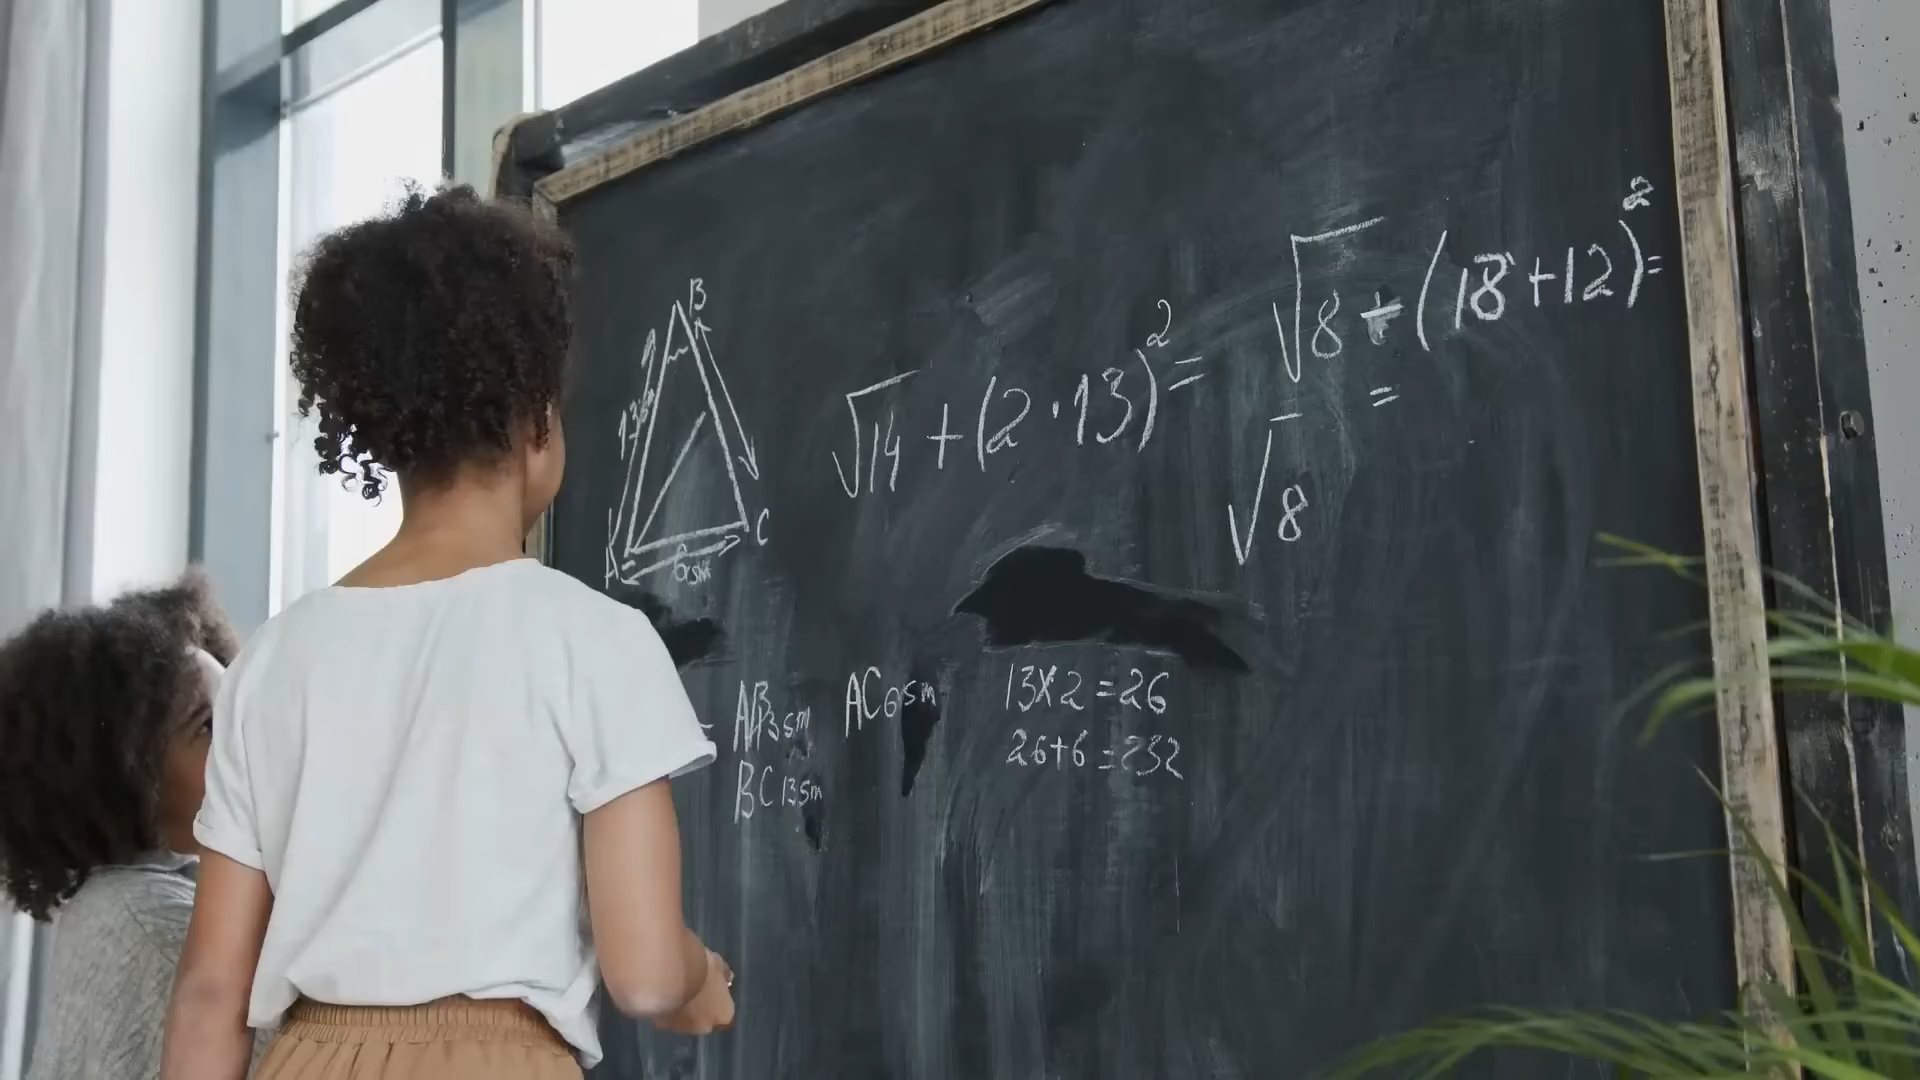 √8 + (18+12)² =
√14 + (2·13)² =
=
√8
B
13sm
A
C
6sm
AB 13sm
AC 6sm
13x2=26
BC 13sm
26+6=232